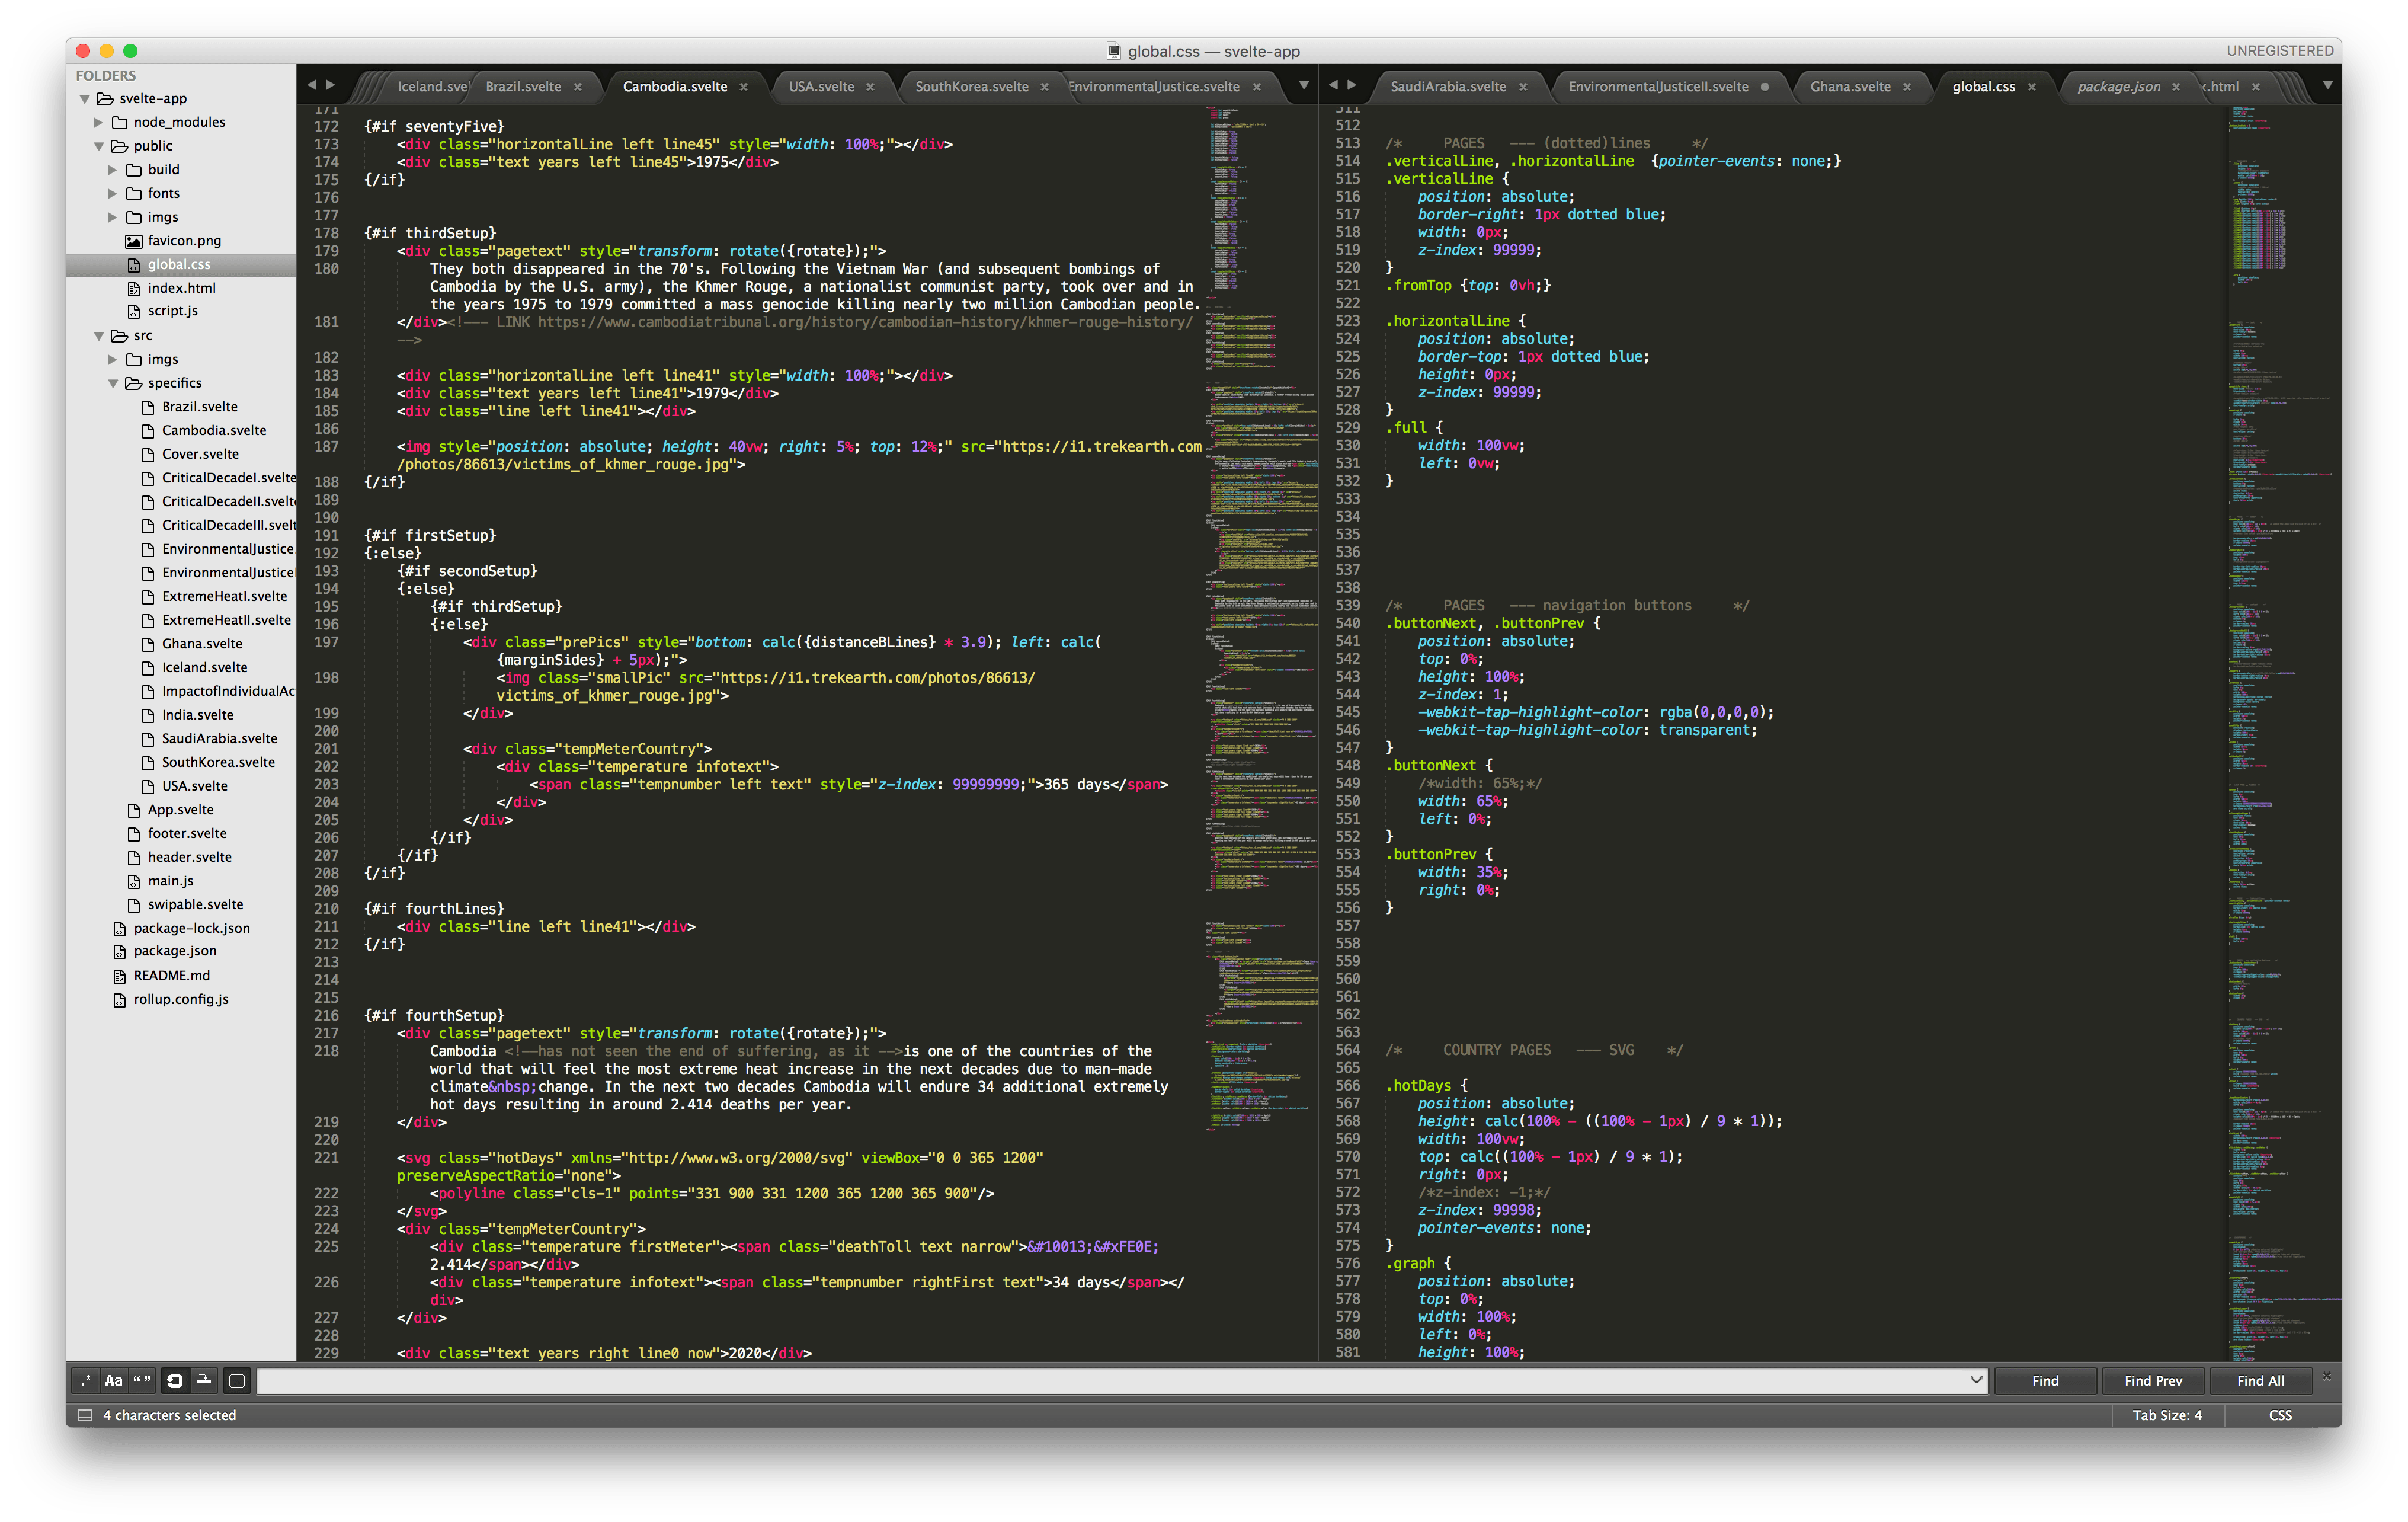 global.css — svelte-app
UNREGISTERED
FOLDERS
svelte-app
node_modules
public
build
fonts
imgs
favicon.png
global.css
index.html
script.js
src
imgs
specifics
Brazil.svelte
Cambodia.svelte
Cover.svelte
CriticalDecadeI.svelte
CriticalDecadeII.svelte
CriticalDecadeIII.svelt
EnvironmentalJustice.
EnvironmentalJusticeI
ExtremeHeatI.svelte
ExtremeHeatII.svelte
Ghana.svelte
Iceland.svelte
ImpactofIndividualAc
India.svelte
SaudiArabia.svelte
SouthKorea.svelte
USA.svelte
App.svelte
footer.svelte
header.svelte
main.js
swipable.svelte
package-lock.json
package.json
README.md
rollup.config.js
Iceland.sve
Brazil.svelte
Cambodia.svelte
USA.svelte
SouthKorea.svelte
EnvironmentalJustice.svelte
171
172 {#if seventyFive}
173 <div class="horizontalLine left line45" style="width: 100%;"></div>
174 <div class="text years left line45">1975</div>
175 {/if}
176
177
178 {#if thirdSetup}
179 <div class="pagetext" style="transform: rotate({rotate});">
180 They both disappeared in the 70's. Following the Vietnam War (and subsequent bombings of
Cambodia by the U.S. army), the Khmer Rouge, a nationalist communist party, took over and in
the years 1975 to 1979 committed a mass genocide killing nearly two million Cambodian people.
181 </div><!--- LINK https://www.cambodiatribunal.org/history/cambodian-history/khmer-rouge-history/
-->
182
183 <div class="horizontalLine left line41" style="width: 100%;"></div>
184 <div class="text years left line41">1979</div>
185 <div class="line left line41"></div>
186
187 <img style="position: absolute; height: 40vw; right: 5%; top: 12%;" src="https://i1.trekearth.com
/photos/86613/victims_of_khmer_rouge.jpg">
188 {/if}
189
190
191 {#if firstSetup}
192 {:else}
193 {#if secondSetup}
194 {:else}
195 {#if thirdSetup}
196 {:else}
197 <div class="prePics" style="bottom: calc({distanceBLines} * 3.9); left: calc(
{marginSides} + 5px);">
198 <img class="smallPic" src="https://i1.trekearth.com/photos/86613/
victims_of_khmer_rouge.jpg">
199 </div>
200
201 <div class="tempMeterCountry">
202 <div class="temperature infotext">
203 <span class="tempnumber left text" style="z-index: 99999999;">365 days</span>
204 </div>
205 </div>
206 {/if}
207 {/if}
208 {/if}
209
210 {#if fourthLines}
211 <div class="line left line41"></div>
212 {/if}
213
214
215
216 {#if fourthSetup}
217 <div class="pagetext" style="transform: rotate({rotate});">
218 Cambodia <!--has not seen the end of suffering, as it -->is one of the countries of the
world that will feel the most extreme heat increase in the next decades due to man-made
climate&nbsp;change. In the next two decades Cambodia will endure 34 additional extremely
hot days resulting in around 2.414 deaths per year.
219 </div>
220
221 <svg class="hotDays" xmlns="http://www.w3.org/2000/svg" viewBox="0 0 365 1200"
preserveAspectRatio="none">
222 <polyline class="cls-1" points="331 900 331 1200 365 1200 365 900"/>
223 </svg>
224 <div class="tempMeterCountry">
225 <div class="temperature firstMeter"><span class="deathToll text narrow">&#10013;&#xFE0E;
2.414</span></div>
226 <div class="temperature infotext"><span class="tempnumber rightFirst text">34 days</span></
div>
227 </div>
228
229 <div class="text years right line0 now">2020</div>
SaudiArabia.svelte
EnvironmentalJusticeII.svelte
Ghana.svelte
global.css
package.json
x.html
511
512
513 /* PAGES --- (dotted)lines */
514 .verticalLine, .horizontalLine {pointer-events: none;}
515 .verticalLine {
516 position: absolute;
517 border-right: 1px dotted blue;
518 width: 0px;
519 z-index: 99999;
520 }
521 .fromTop {top: 0vh;}
522
523 .horizontalLine {
524 position: absolute;
525 border-top: 1px dotted blue;
526 height: 0px;
527 z-index: 99999;
528 }
529 .full {
530 width: 100vw;
531 left: 0vw;
532 }
533
534
535
536
537
538
539 /* PAGES --- navigation buttons */
540 .buttonNext, .buttonPrev {
541 position: absolute;
542 top: 0%;
543 height: 100%;
544 z-index: 1;
545 -webkit-tap-highlight-color: rgba(0,0,0,0);
546 -webkit-tap-highlight-color: transparent;
547 }
548 .buttonNext {
549 /*width: 65%;*/
550 width: 65%;
551 left: 0%;
552 }
553 .buttonPrev {
554 width: 35%;
555 right: 0%;
556 }
557
558
559
560
561
562
563
564 /* COUNTRY PAGES --- SVG */
565
566 .hotDays {
567 position: absolute;
568 height: calc(100% - ((100% - 1px) / 9 * 1));
569 width: 100vw;
570 top: calc((100% - 1px) / 9 * 1);
571 right: 0px;
572 /*z-index: -1;*/
573 z-index: 99998;
574 pointer-events: none;
575 }
576 .graph {
577 position: absolute;
578 top: 0%;
579 width: 100%;
580 left: 0%;
581 height: 100%;
.* Aa “ ”
Find
Find Prev
Find All
4 characters selected
Tab Size: 4
CSS